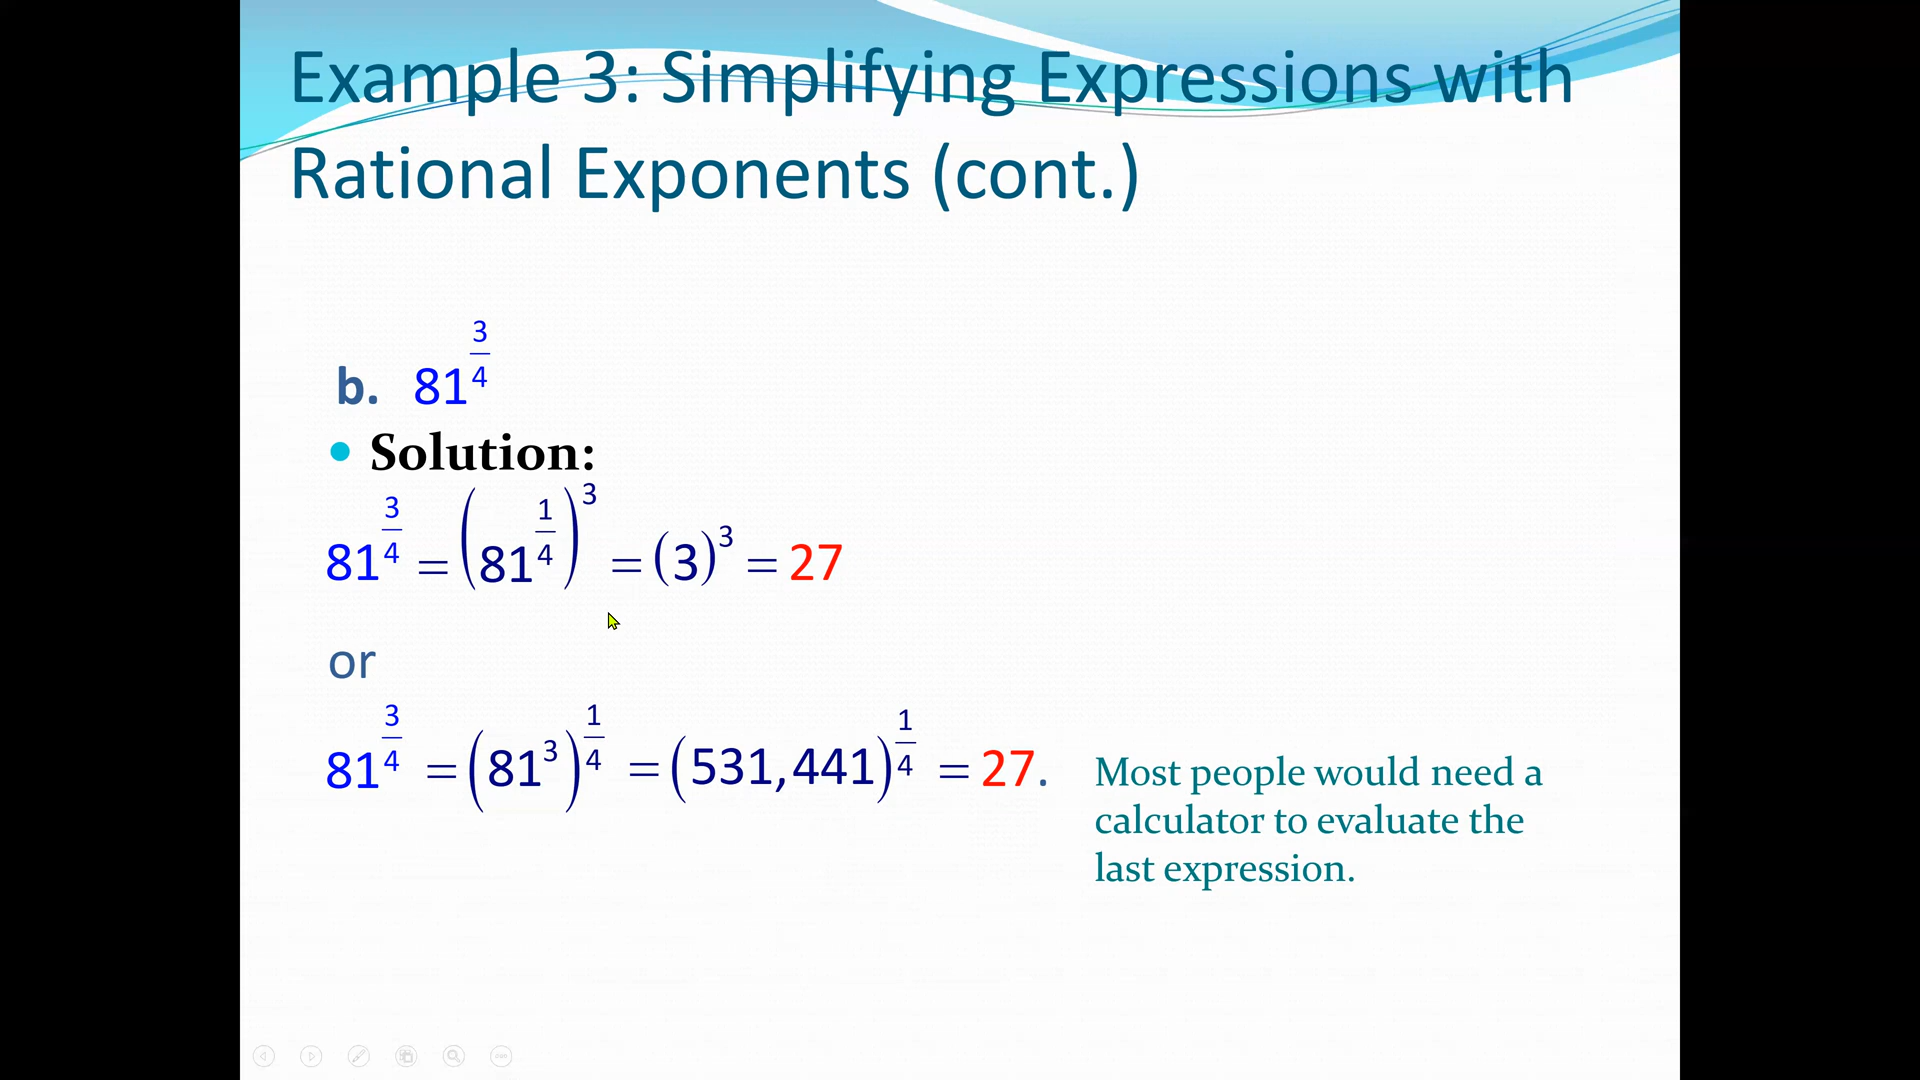 Example 3: Simplifying Expressions with
Rational Exponents (cont.)
b. 81^(3/4)
• Solution:
81^(3/4) = (81^(1/4))^3 = (3)^3 = 27
or
81^(3/4) = (81^3)^(1/4) = (531,441)^(1/4) = 27.
Most people would need a
calculator to evaluate the
last expression.